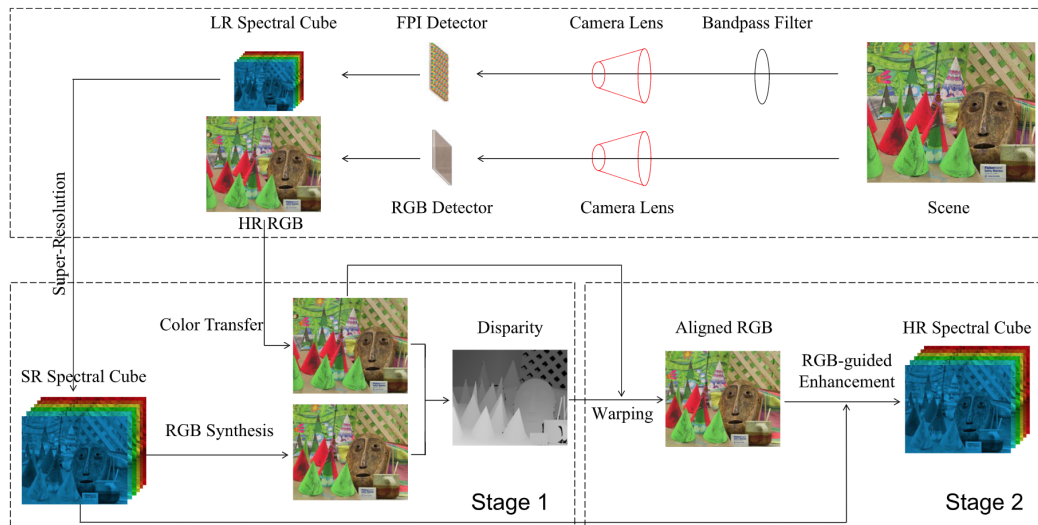 LR Spectral Cube
FPI Detector
Camera Lens
Bandpass Filter
HR RGB
RGB Detector
Camera Lens
Scene
Super-Resolution
Color Transfer
Disparity
Aligned RGB
HR Spectral Cube
RGB-guided
Enhancement
SR Spectral Cube
RGB Synthesis
Warping
Stage 1
Stage 2